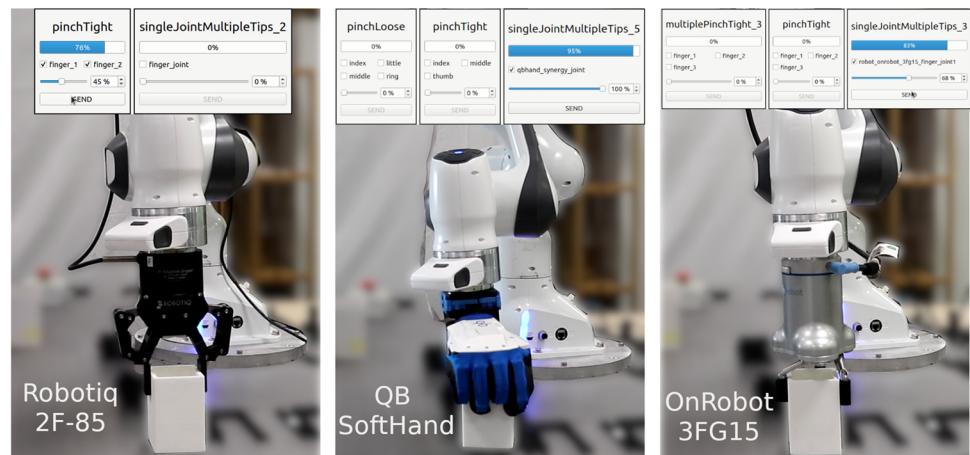 pinchTight
76%
finger_1 finger_2
45 %
SEND
singleJointMultipleTips_2
0%
finger_joint
0 %
SEND
Robotiq
2F-85
pinchLoose
0%
index little
middle ring
0 %
SEND
pinchTight
0%
index middle
thumb
0 %
SEND
singleJointMultipleTips_5
95%
qbhand_synergy_joint
100 %
SEND
QB
SoftHand
multiplePinchTight_3
0%
finger_1 finger_2
finger_3
0 %
SEND
pinchTight
0%
finger_1 finger_2
finger_3
0 %
SEND
singleJointMultipleTips_3
83%
robot_onrobot_3fg15_finger_joint1
68 %
SEND
OnRobot
3FG15
ROBOTIQ